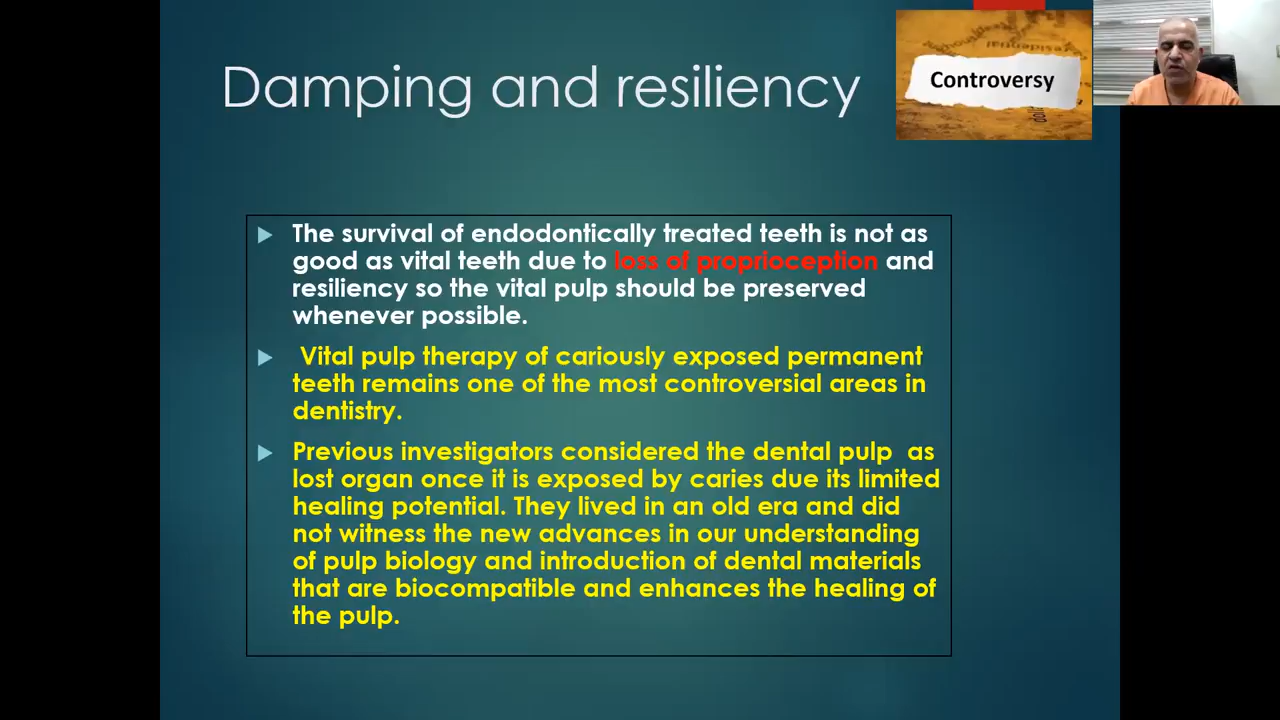 Damping and resiliency
Controversy
The survival of endodontically treated teeth is not as
good as vital teeth due to loss of proprioception and
resiliency so the vital pulp should be preserved
whenever possible.
Vital pulp therapy of cariously exposed permanent
teeth remains one of the most controversial areas in
dentistry.
Previous investigators considered the dental pulp as
lost organ once it is exposed by caries due its limited
healing potential. They lived in an old era and did
not witness the new advances in our understanding
of pulp biology and introduction of dental materials
that are biocompatible and enhances the healing of
the pulp.